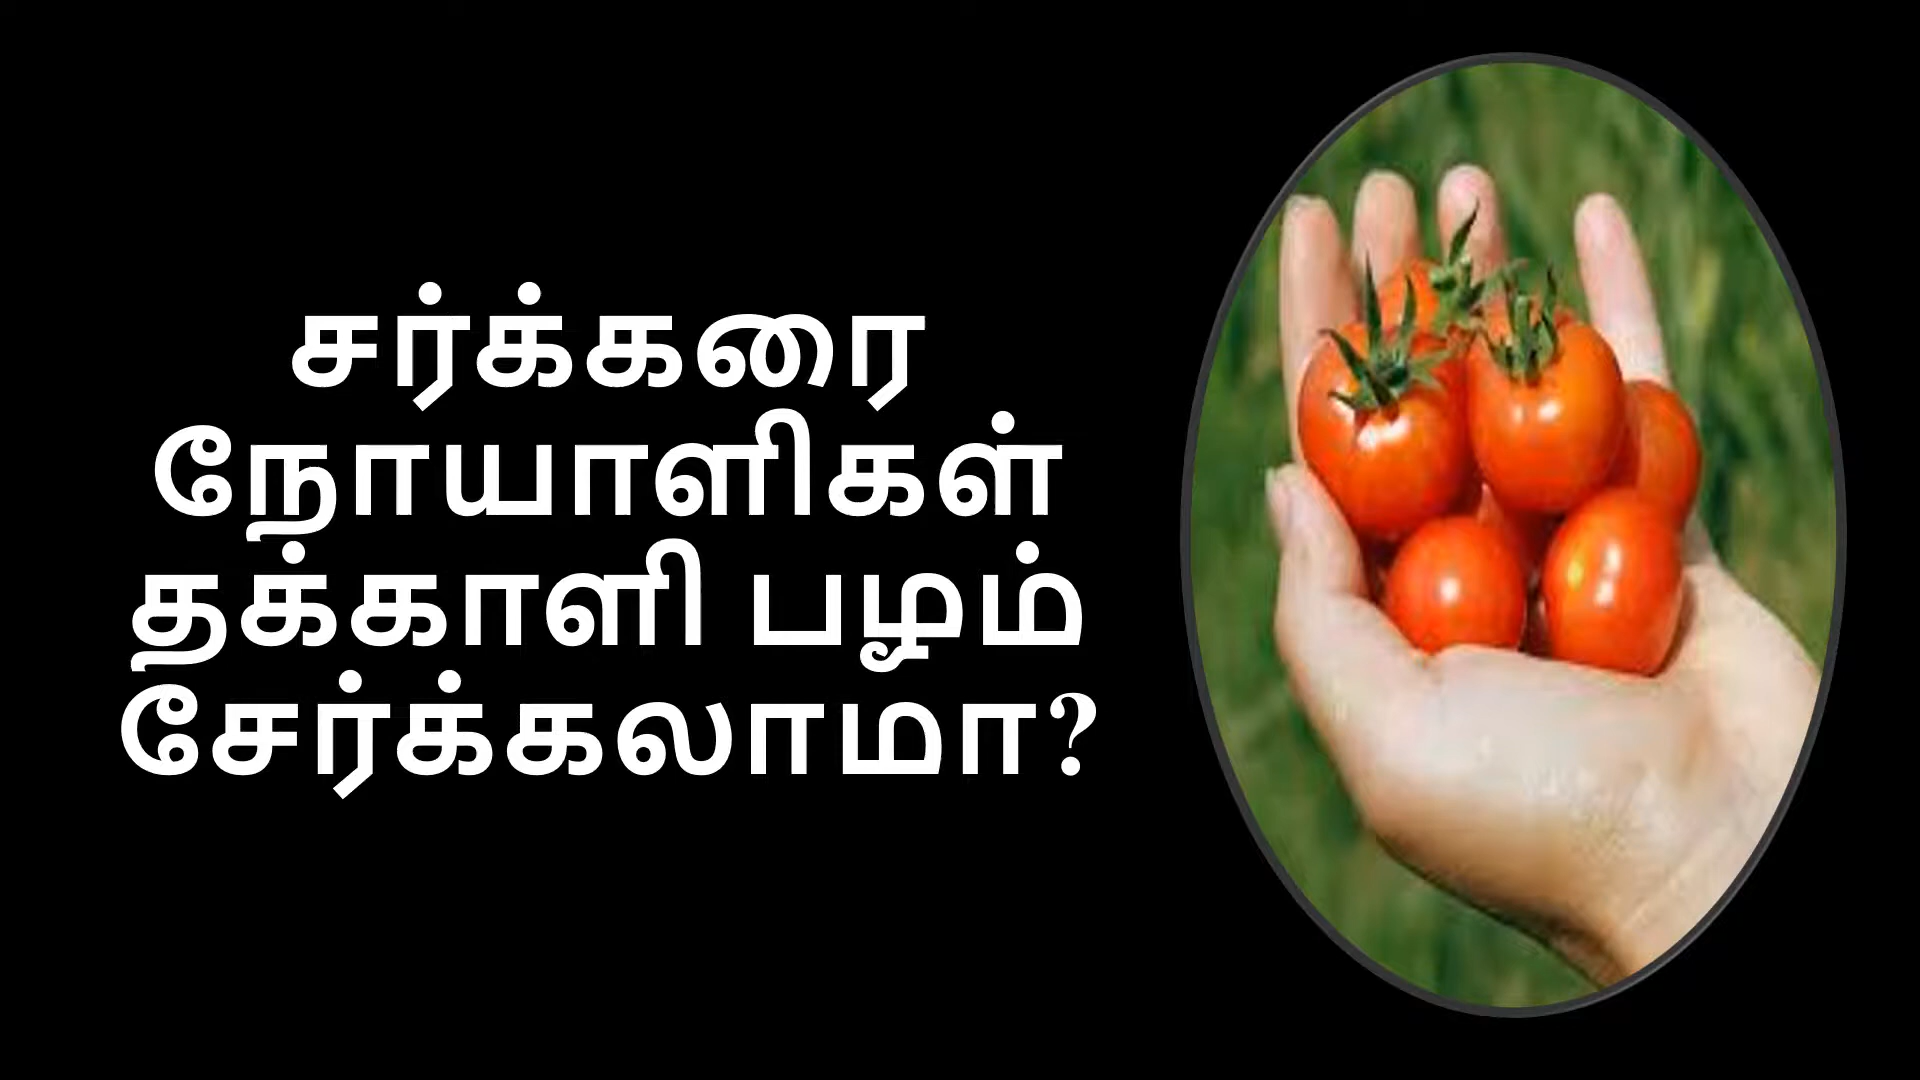 சர்க்கரை
நோயாளிகள்
தக்காளி பழம்
சேர்க்கலாமா?